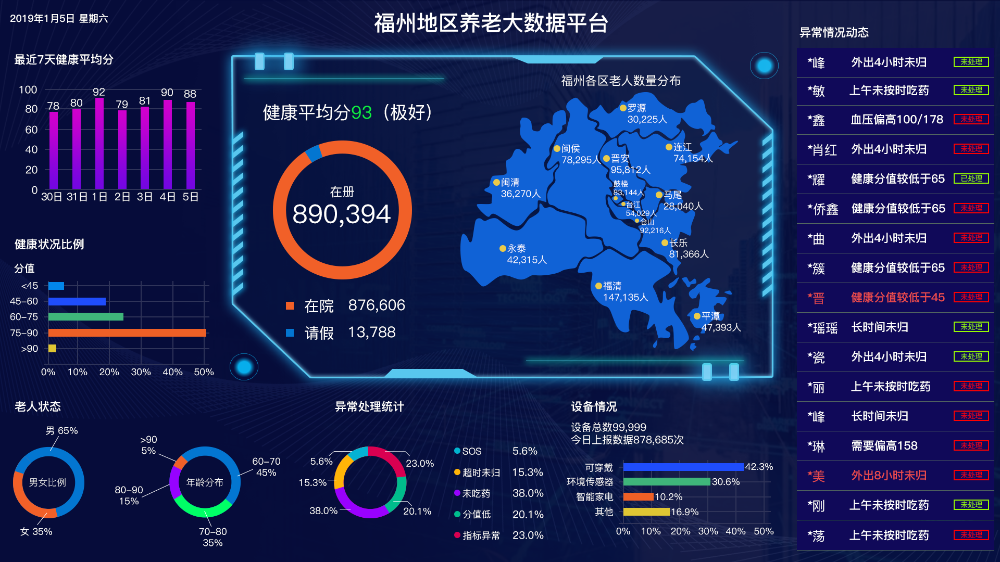 2019年1月5日 星期六
福州地区养老大数据平台
最近7天健康平均分
100
80
60
40
20
0
78
80
92
79
81
90
88
30日 31日 1日 2日 3日 4日 5日
健康状况比例
分值
<45
45-60
60-75
75-90
>90
0% 10% 20% 30% 40% 50%
健康平均分93（极好）
在册
890,394
在院 876,606
请假 13,788
福州各区老人数量分布
罗源
30,225人
闽侯
78,295人
连江
74,154人
晋安
95,812人
闽清
36,270人
鼓楼
83,144人
马尾
28,040人
台江
54,029人
仓山
92,216人
长乐
81,366人
永泰
42,315人
福清
147,135人
平潭
47,393人
老人状态
男 65%
男女比例
女 35%
>90
5%
60-70
45%
年龄分布
80-90
15%
70-80
35%
异常处理统计
5.6%
23.0%
15.3%
38.0%
20.1%
SOS 5.6%
超时未归 15.3%
未吃药 38.0%
分值低 20.1%
指标异常 23.0%
设备情况
设备总数99,999
今日上报数据878,685次
可穿戴 42.3%
环境传感器 30.6%
智能家电 10.2%
其他 16.9%
0% 10% 20% 30% 40% 50%
异常情况动态
*峰 外出4小时未归 未处理
*敏 上午未按时吃药 未处理
*鑫 血压偏高100/178 未处理
*肖红 外出4小时未归 未处理
*耀 健康分值较低于65 已处理
*侨鑫 健康分值较低于65 未处理
*曲 外出4小时未归 未处理
*簇 健康分值较低于65 未处理
*晋 健康分值较低于45 未处理
*瑶瑶 长时间未归 未处理
*瓷 外出4小时未归 未处理
*丽 上午未按时吃药 未处理
*峰 长时间未归 未处理
*琳 需要偏高158 未处理
*美 外出8小时未归 未处理
*刚 上午未按时吃药 未处理
*荡 上午未按时吃药 未处理